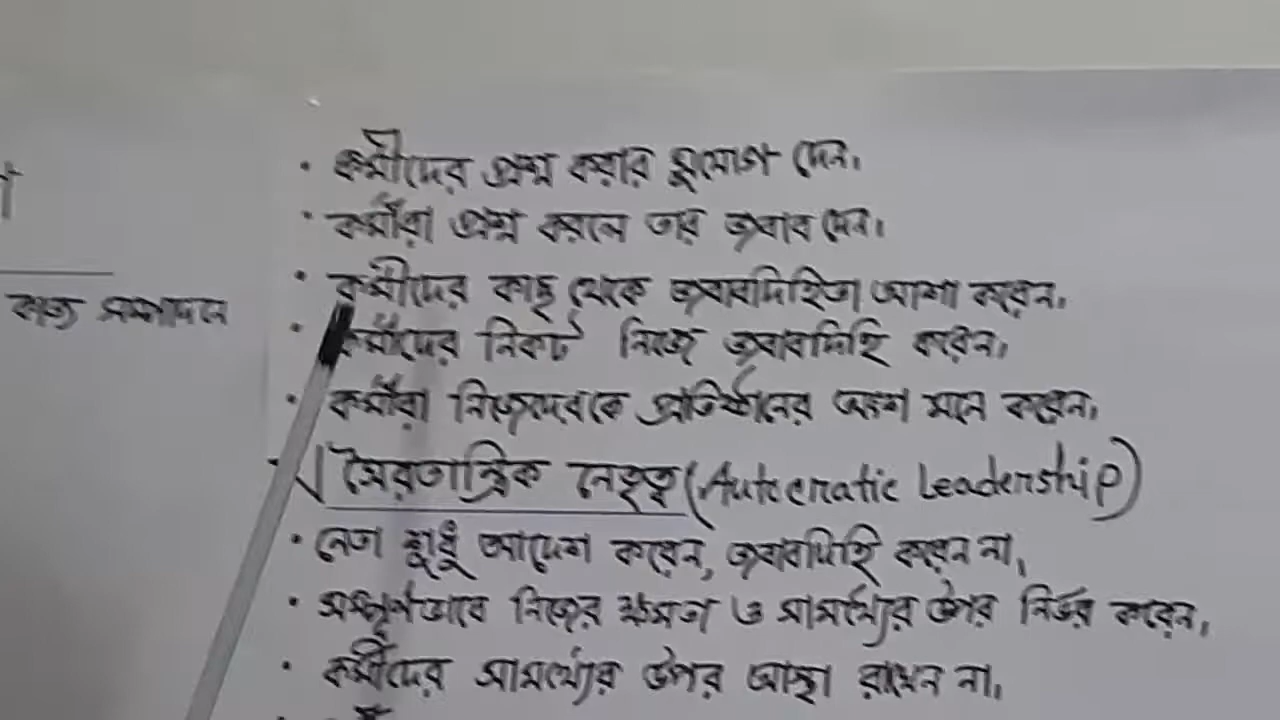 • কর্মীদের প্রশ্ন করার সুযোগ দেন।
• কর্মীরা প্রশ্ন করলে তার জবাব দেন।
• কর্মীদের কাছ থেকে জবাবদিহিতা আশা করেন।
কাজ সম্পাদনে
• কর্মীদের নিকট নিজে জবাবদিহি করেন।
• কর্মীরা নিজেদেরকে প্রতিষ্ঠানের অংশ মনে করেন।
স্বৈরতান্ত্রিক নেতৃত্ব (Autocratic Leadership)
• নেতা শুধু আদেশ করেন, জবাবদিহি করেন না।
• সম্পূর্ণভাবে নিজের ক্ষমতা ও সামর্থ্যের উপর নির্ভর করেন।
• কর্মীদের সামর্থ্যের উপর আস্থা রাখেন না।